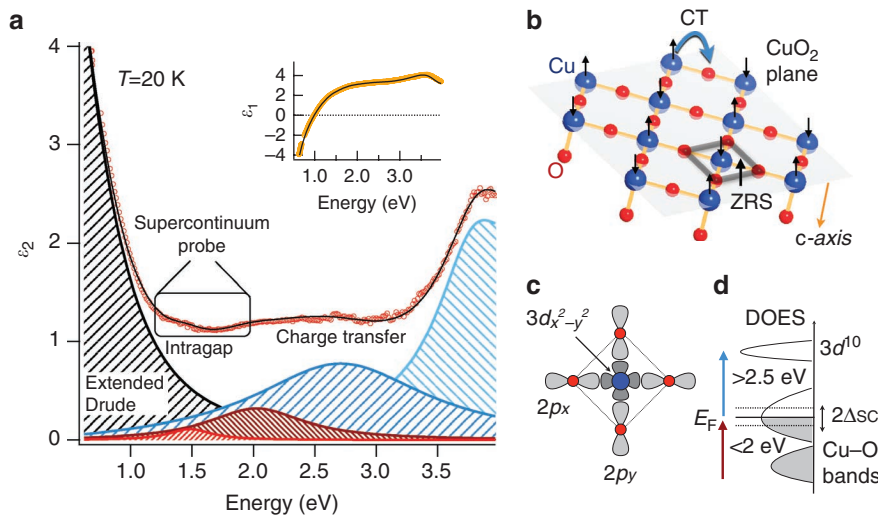 a
4
3
2
1
0
ε2
T=20 K
Supercontinuum
probe
Intragap
Charge transfer
Extended
Drude
1.0
1.5
2.0
2.5
3.0
3.5
Energy (eV)
4
2
0
−2
−4
ε1
1.0
2.0
3.0
Energy (eV)
b
CT
Cu
CuO2
plane
O
ZRS
c-axis
c
3dx²–y²
2px
2py
d
DOES
3d10
>2.5 eV
EF
2ΔSC
<2 eV
Cu–O
bands